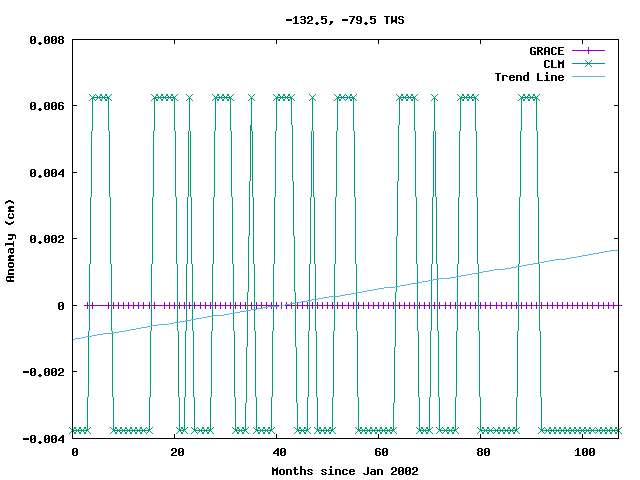 -132.5, -79.5 TWS
GRACE
CLM
Trend Line
0.008
0.006
0.004
0.002
0
-0.002
-0.004
Anomaly (cm)
0 20 40 60 80 100
Months since Jan 2002